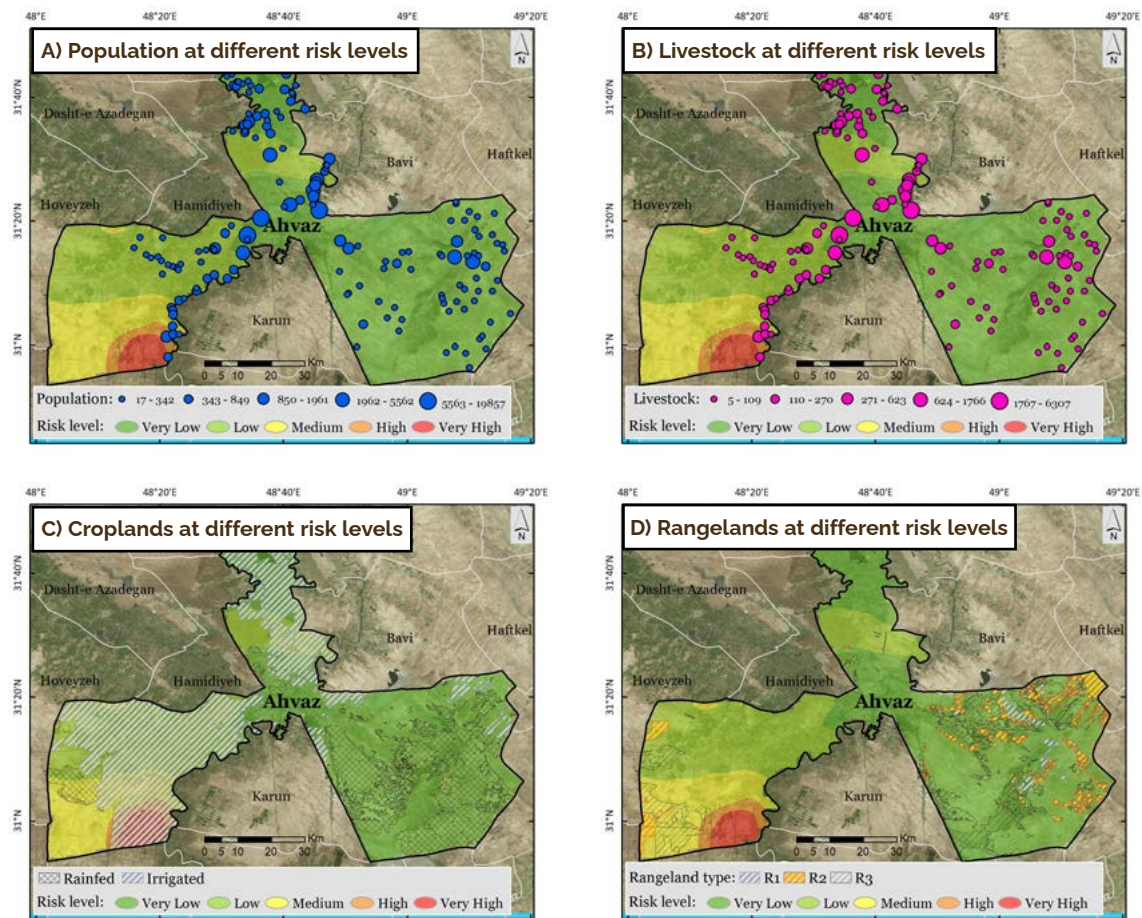 48°E 48°20'E 48°40'E 49°E 49°20'E
A) Population at different risk levels
N
31°40'N
Dasht-e Azadegan
Bavi
Haftkel
Hoveyzeh
Hamidiyeh
31°20'N
Ahvaz
Karun
31°N
0 5 10 20 30 Km
Population: 17 - 342 343 - 849 850 - 1961 1962 - 5562 5563 - 19857
Risk level: Very Low Low Medium High Very High
48°E 48°20'E 48°40'E 49°E 49°20'E
B) Livestock at different risk levels
N
31°40'N
Dasht-e Azadegan
Bavi
Haftkel
Hoveyzeh
Hamidiyeh
31°20'N
Ahvaz
Karun
31°N
0 5 10 20 30 Km
Livestock: 5 - 109 110 - 270 271 - 623 624 - 1766 1767 - 6307
Risk level: Very Low Low Medium High Very High
48°E 48°20'E 48°40'E 49°E 49°20'E
C) Croplands at different risk levels
N
31°40'N
Dasht-e Azadegan
Bavi
Haftkel
Hoveyzeh
Hamidiyeh
31°20'N
Ahvaz
Karun
31°N
0 5 10 20 30 Km
Rainfed Irrigated
Risk level: Very Low Low Medium High Very High
48°E 48°20'E 48°40'E 49°E 49°20'E
D) Rangelands at different risk levels
N
31°40'N
Dasht-e Azadegan
Bavi
Haftkel
Hoveyzeh
Hamidiyeh
31°20'N
Ahvaz
Karun
31°N
0 5 10 20 30 Km
Rangeland type: R1 R2 R3
Risk level: Very Low Low Medium High Very High